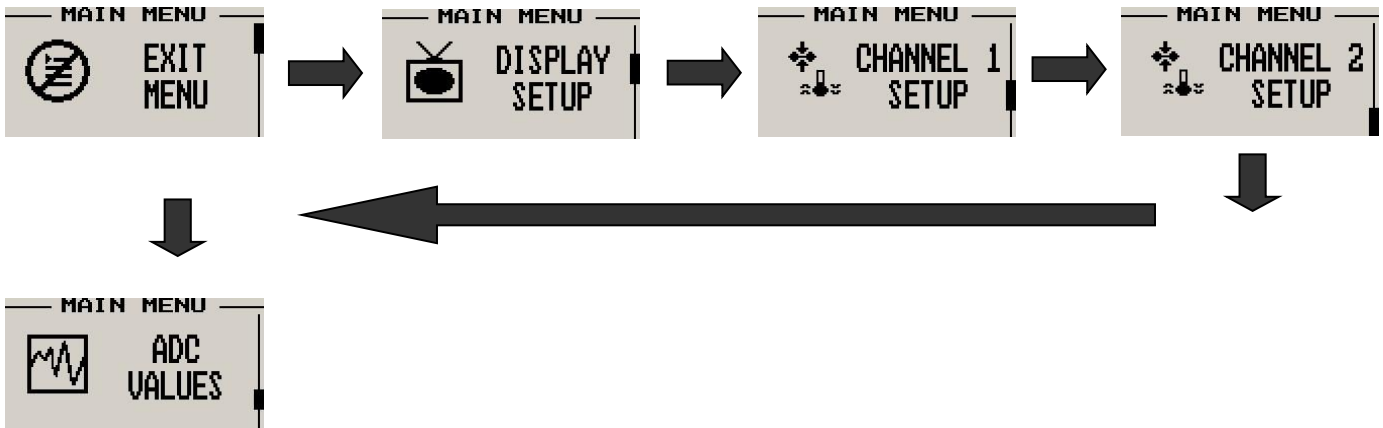 MAIN MENU
EXIT
MENU
MAIN MENU
DISPLAY
SETUP
MAIN MENU
CHANNEL 1
SETUP
MAIN MENU
CHANNEL 2
SETUP
MAIN MENU
ADC
VALUES